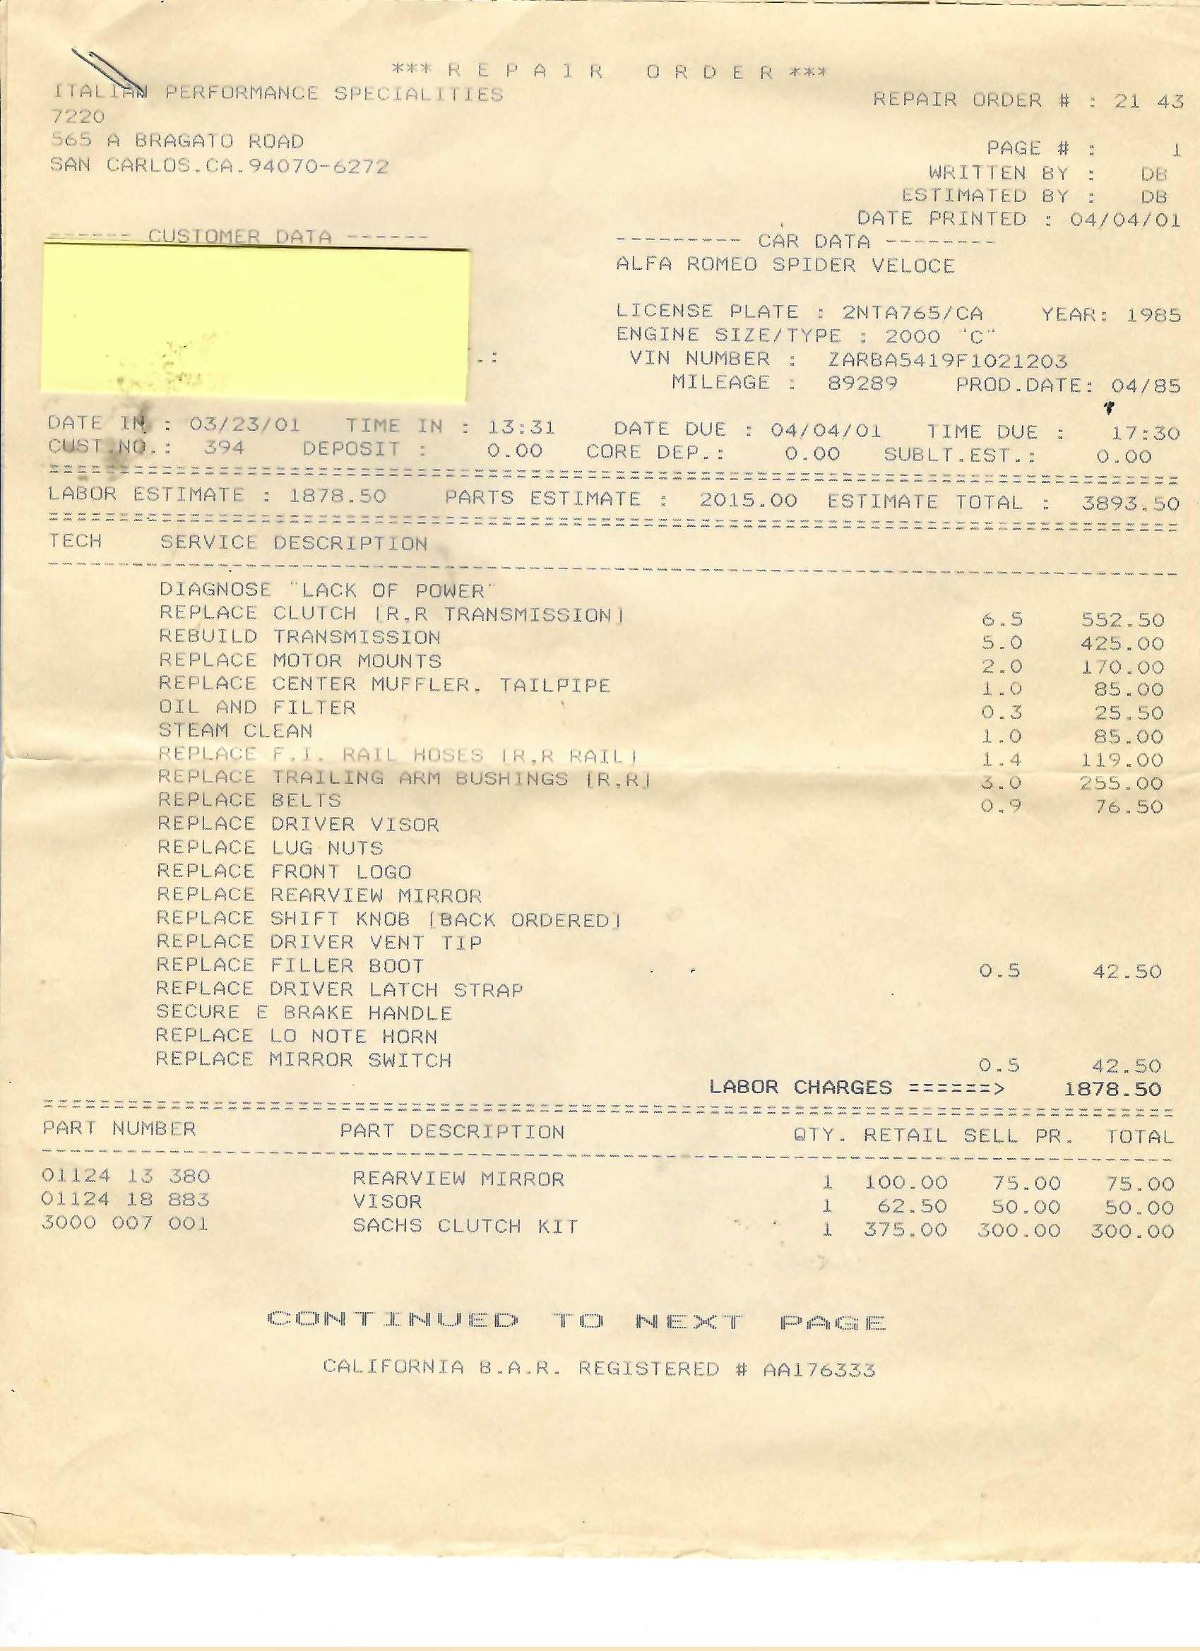 *** R E P A I R   O R D E R ***
ITALIAN PERFORMANCE SPECIALITIES
REPAIR ORDER # : 21 43
7220
565 A BRAGATO ROAD
PAGE # : 1
SAN CARLOS.CA.94070-6272
WRITTEN BY : DB
ESTIMATED BY : DB
DATE PRINTED : 04/04/01
------ CUSTOMER DATA ------
--------- CAR DATA --------
ALFA ROMEO SPIDER VELOCE
LICENSE PLATE : 2NTA765/CA YEAR: 1985
ENGINE SIZE/TYPE : 2000 "C"
.: VIN NUMBER : ZARBA5419F1021203
MILEAGE : 89289 PROD.DATE: 04/85
DATE IN : 03/23/01 TIME IN : 13:31 DATE DUE : 04/04/01 TIME DUE : 17:30
CUST.NO.: 394 DEPOSIT : 0.00 CORE DEP.: 0.00 SUBLT.EST.: 0.00
LABOR ESTIMATE : 1878.50 PARTS ESTIMATE : 2015.00 ESTIMATE TOTAL : 3893.50
TECH SERVICE DESCRIPTION
DIAGNOSE "LACK OF POWER"
REPLACE CLUTCH [R,R TRANSMISSION] 6.5 552.50
REBUILD TRANSMISSION 5.0 425.00
REPLACE MOTOR MOUNTS 2.0 170.00
REPLACE CENTER MUFFLER, TAILPIPE 1.0 85.00
OIL AND FILTER 0.3 25.50
STEAM CLEAN 1.0 85.00
REPLACE F.I. RAIL HOSES [R,R RAIL] 1.4 119.00
REPLACE TRAILING ARM BUSHINGS [R,R] 3.0 255.00
REPLACE BELTS 0.9 76.50
REPLACE DRIVER VISOR
REPLACE LUG NUTS
REPLACE FRONT LOGO
REPLACE REARVIEW MIRROR
REPLACE SHIFT KNOB [BACK ORDERED]
REPLACE DRIVER VENT TIP
REPLACE FILLER BOOT 0.5 42.50
REPLACE DRIVER LATCH STRAP
SECURE E BRAKE HANDLE
REPLACE LO NOTE HORN
REPLACE MIRROR SWITCH 0.5 42.50
LABOR CHARGES ======> 1878.50
PART NUMBER PART DESCRIPTION QTY. RETAIL SELL PR. TOTAL
01124 13 380 REARVIEW MIRROR 1 100.00 75.00 75.00
01124 18 883 VISOR 1 62.50 50.00 50.00
3000 007 001 SACHS CLUTCH KIT 1 375.00 300.00 300.00
CONTINUED TO NEXT PAGE
CALIFORNIA B.A.R. REGISTERED # AA176333